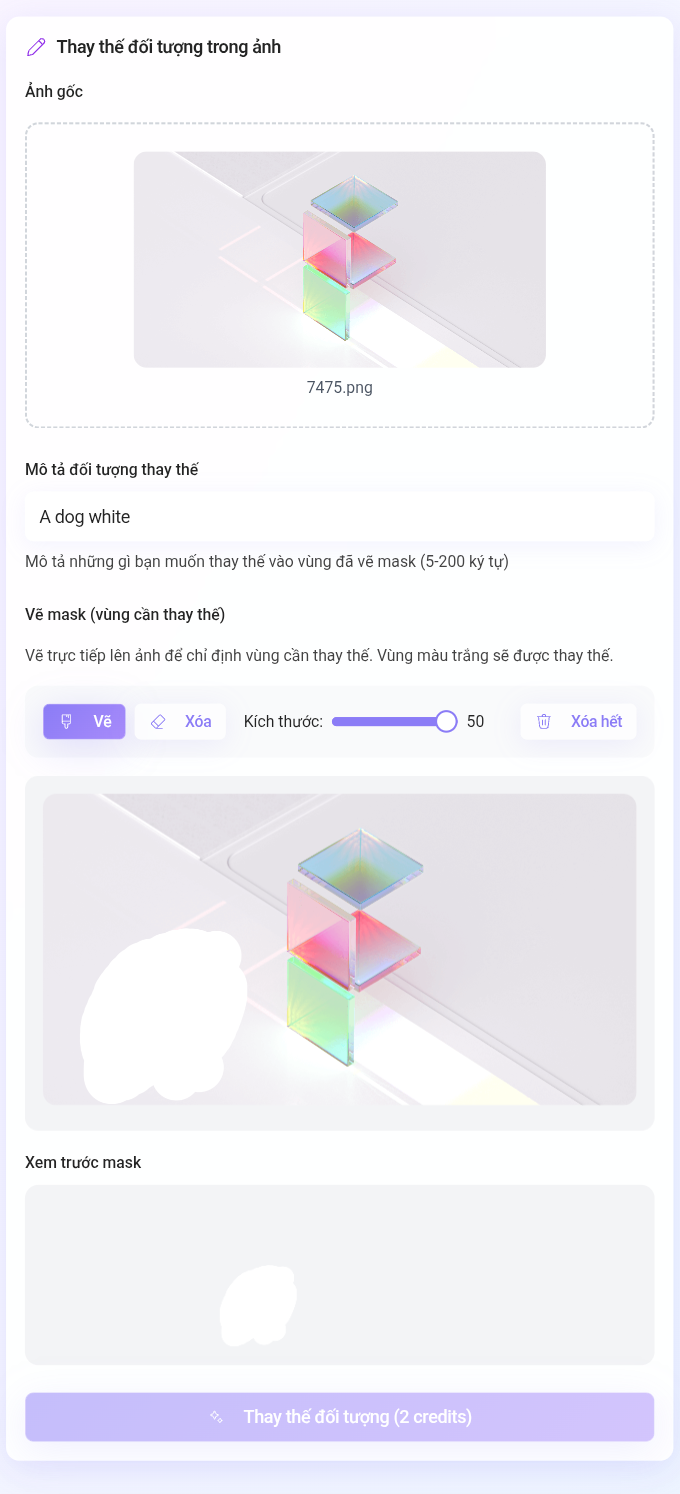 Thay thế đối tượng trong ảnh
Ảnh gốc
7475.png
Mô tả đối tượng thay thế
A dog white
Mô tả những gì bạn muốn thay thế vào vùng đã vẽ mask (5-200 ký tự)
Vẽ mask (vùng cần thay thế)
Vẽ trực tiếp lên ảnh để chỉ định vùng cần thay thế. Vùng màu trắng sẽ được thay thế.
Vẽ Xóa Kích thước: 50 Xóa hết
Xem trước mask
Thay thế đối tượng (2 credits)